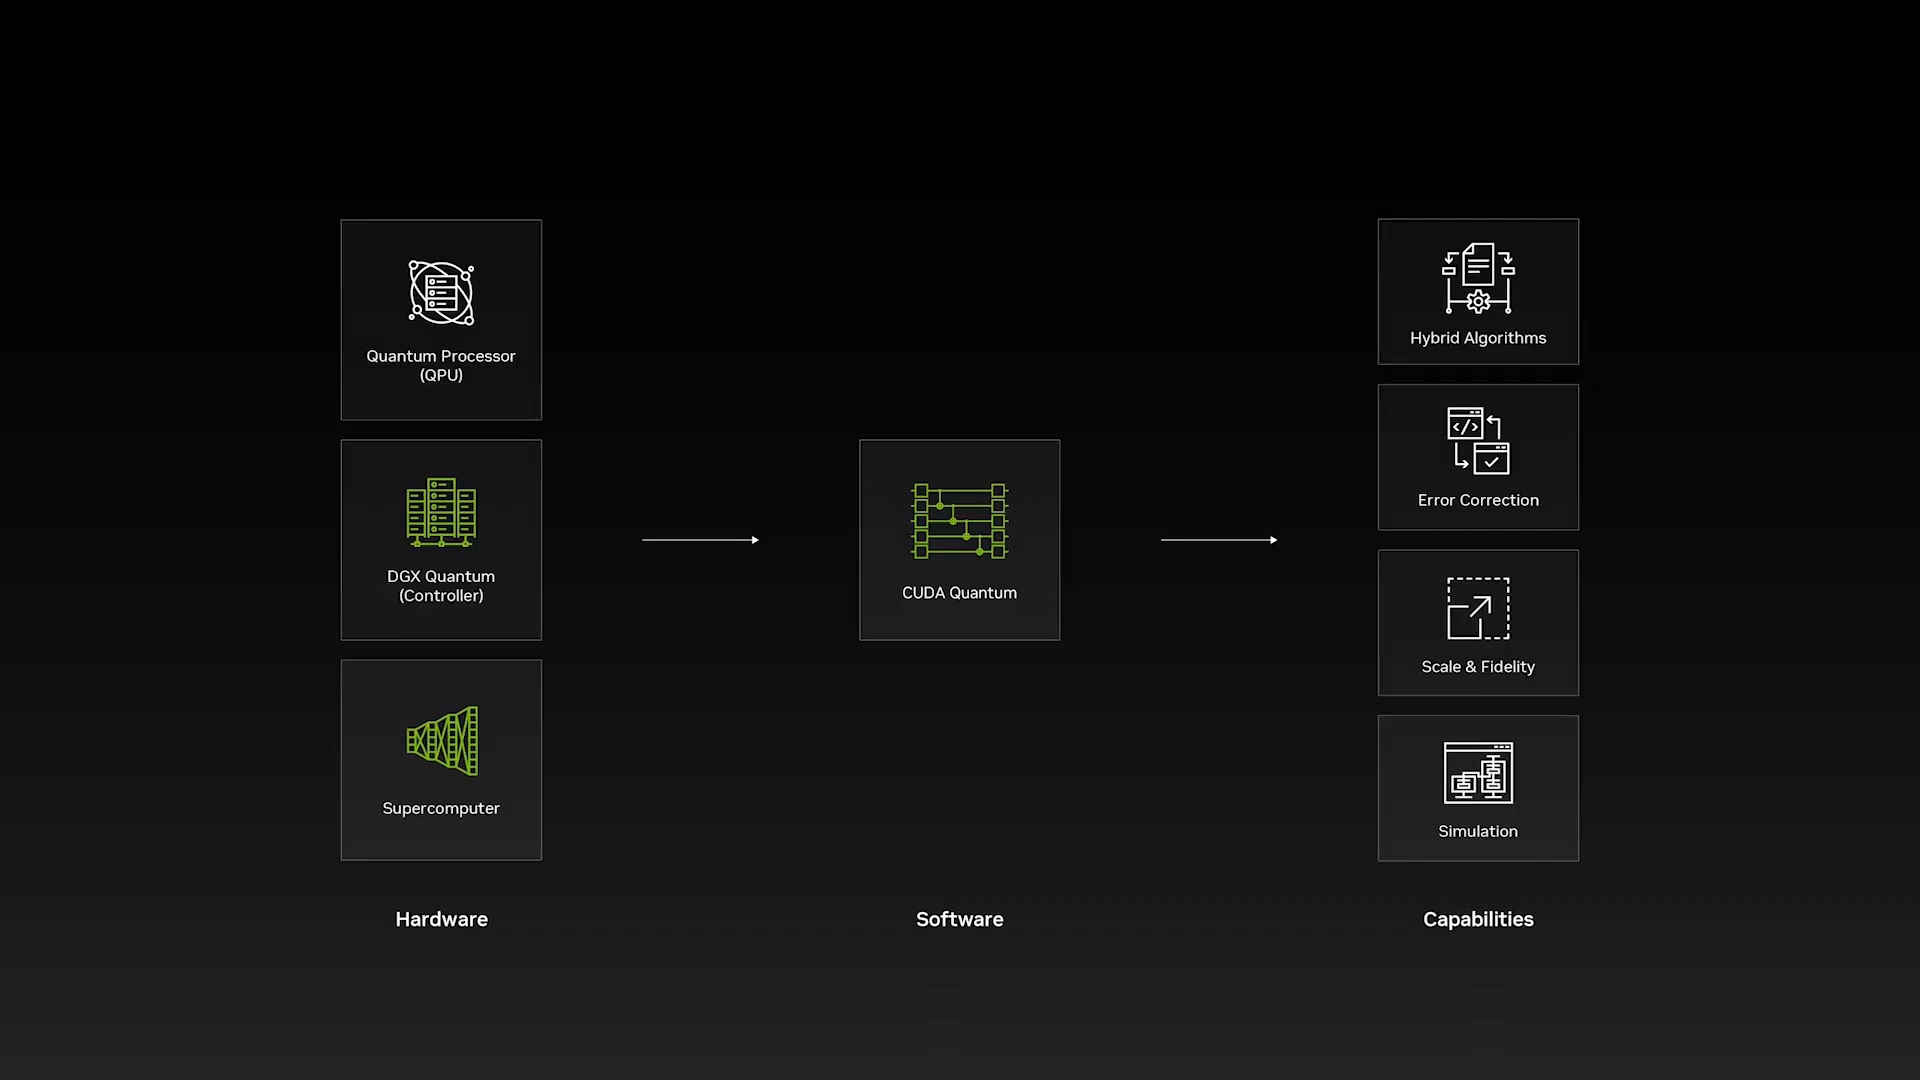 Quantum Processor
(QPU)
DGX Quantum
(Controller)
Supercomputer
Hardware
CUDA Quantum
Software
Hybrid Algorithms
Error Correction
Scale & Fidelity
Simulation
Capabilities